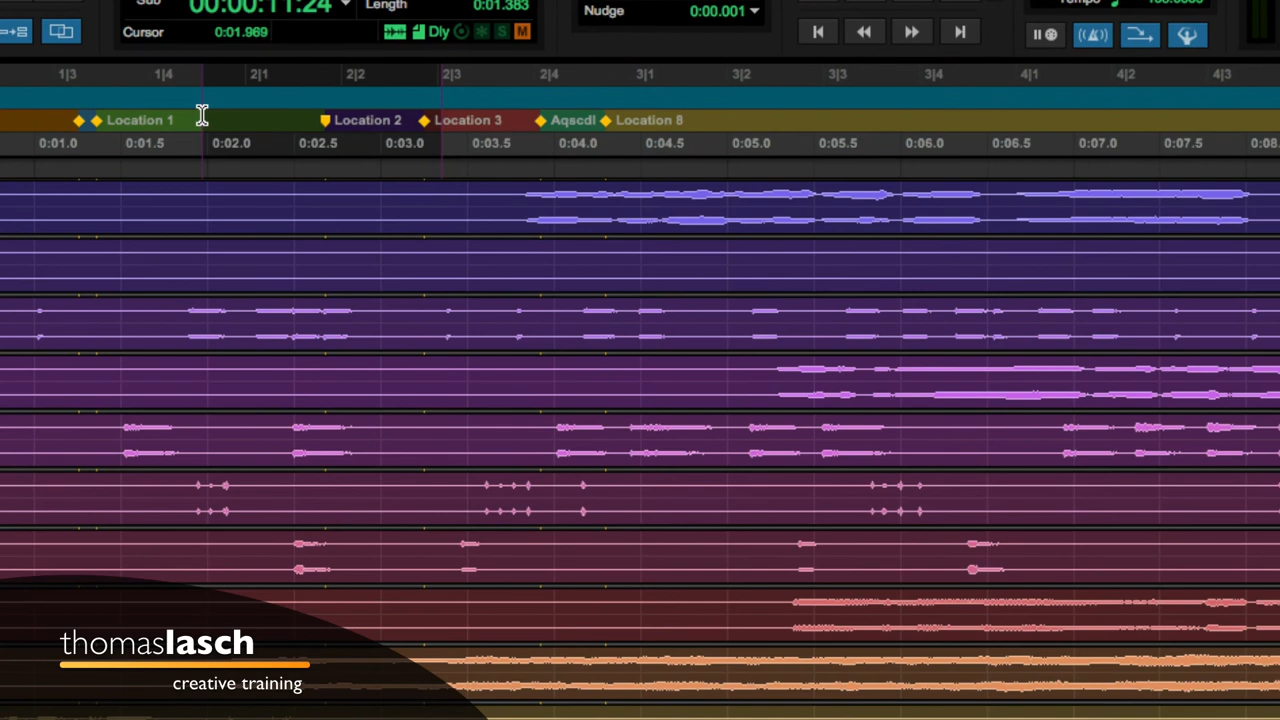 Sub 00:00:11:24 Length 0:01.383
Nudge 0:00.001
Cursor 0:01.969 Dly S M
1|3 1|4 2|1 2|2 2|3 2|4 3|1 3|2 3|3 3|4 4|1 4|2 4|3
Location 1 Location 2 Location 3 Aqscdl Location 8
0:01.0 0:01.5 0:02.0 0:02.5 0:03.0 0:03.5 0:04.0 0:04.5 0:05.0 0:05.5 0:06.0 0:06.5 0:07.0 0:07.5 0:08.
thomaslasch
creative training